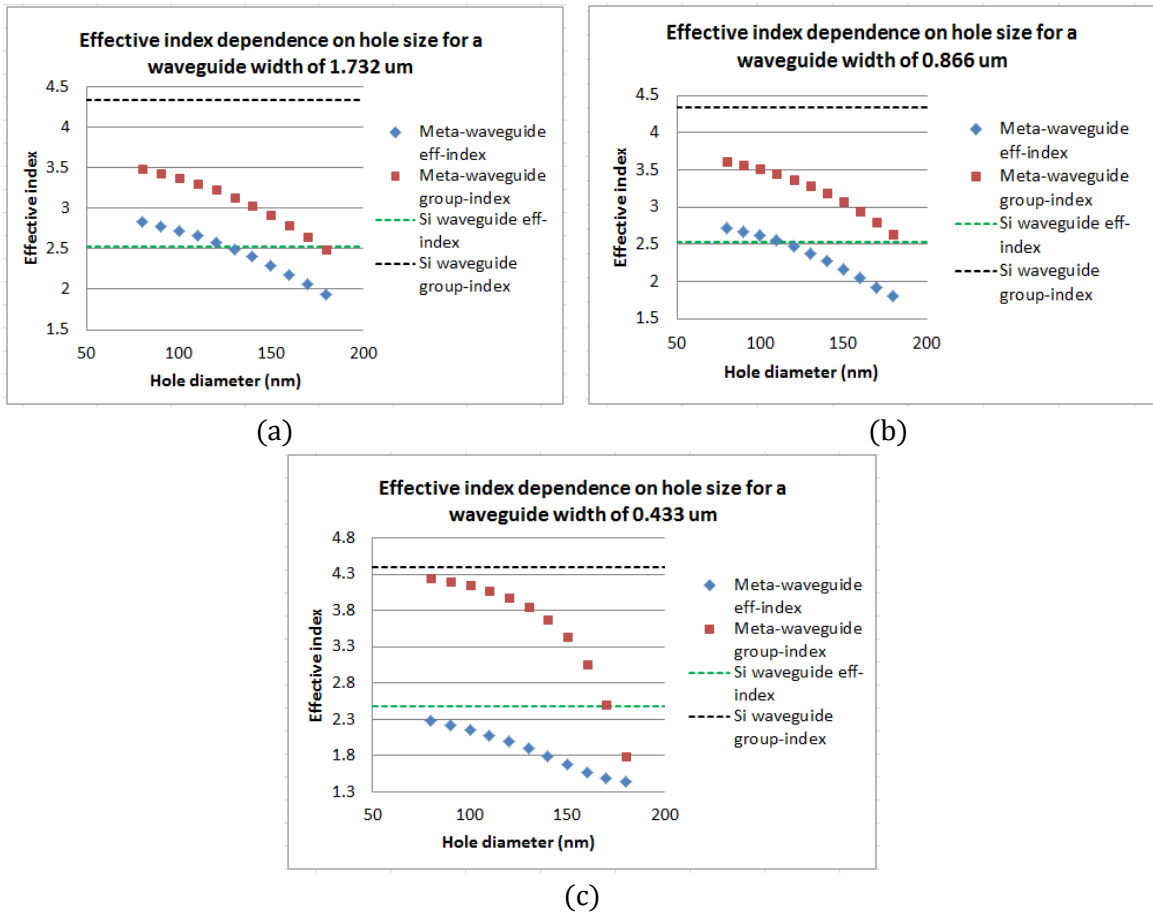 Effective index dependence on hole size for a
waveguide width of 1.732 um
4.5
4
3.5
3
2.5
2
1.5
Effective index
50
100
150
200
Hole diameter (nm)
Meta-waveguide
eff-index
Meta-waveguide
group-index
Si waveguide eff-
index
Si waveguide
group-index
(a)
Effective index dependence on hole size for a
waveguide width of 0.866 um
4.5
4
3.5
3
2.5
2
1.5
Effective index
50
100
150
200
Hole diameter (nm)
Meta-waveguide
eff-index
Meta-waveguide
group-index
Si waveguide eff-
index
Si waveguide
group-index
(b)
Effective index dependence on hole size for a
waveguide width of 0.433 um
4.8
4.3
3.8
3.3
2.8
2.3
1.8
1.3
Effective index
50
100
150
200
Hole diameter (nm)
Meta-waveguide
eff-index
Meta-waveguide
group-index
Si waveguide eff-
index
Si waveguide
group-index
(c)